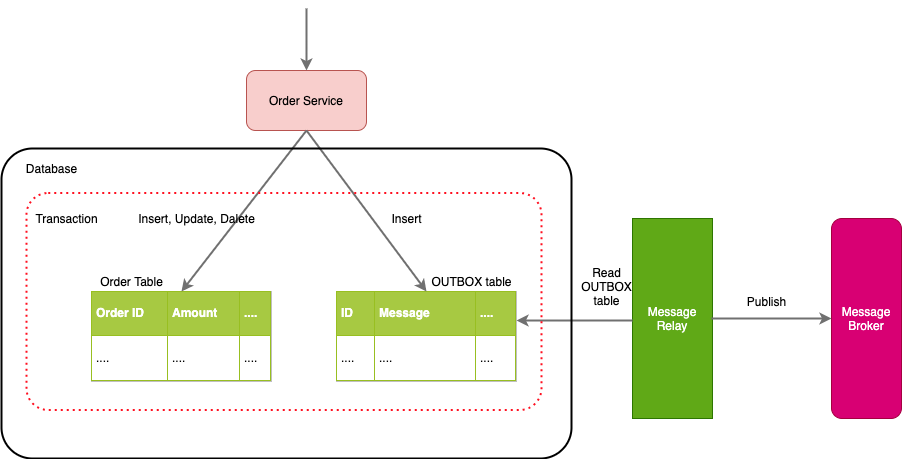 Order Service
Database
Transaction
Insert, Update, Dalete
Insert
Order Table
OUTBOX table
Order ID Amount ....
.... .... ....
ID Message ....
.... .... ....
Read
OUTBOX
table
Message
Relay
Publish
Message
Broker